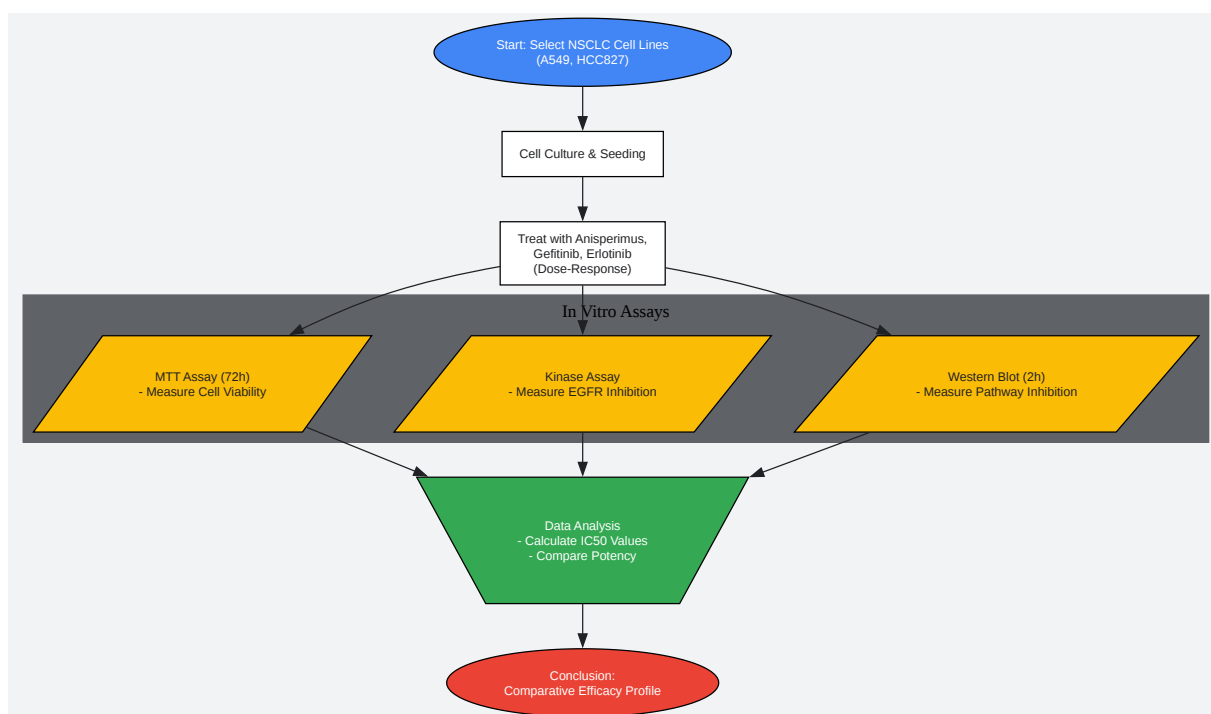 Start: Select NSCLC Cell Lines
(A549, HCC827)
Cell Culture & Seeding
Treat with Anisperimus,
Gefitinib, Erlotinib
(Dose-Response)
In Vitro Assays
MTT Assay (72h)
- Measure Cell Viability
Kinase Assay
- Measure EGFR Inhibition
Western Blot (2h)
- Measure Pathway Inhibition
Data Analysis
- Calculate IC50 Values
- Compare Potency
Conclusion:
Comparative Efficacy Profile